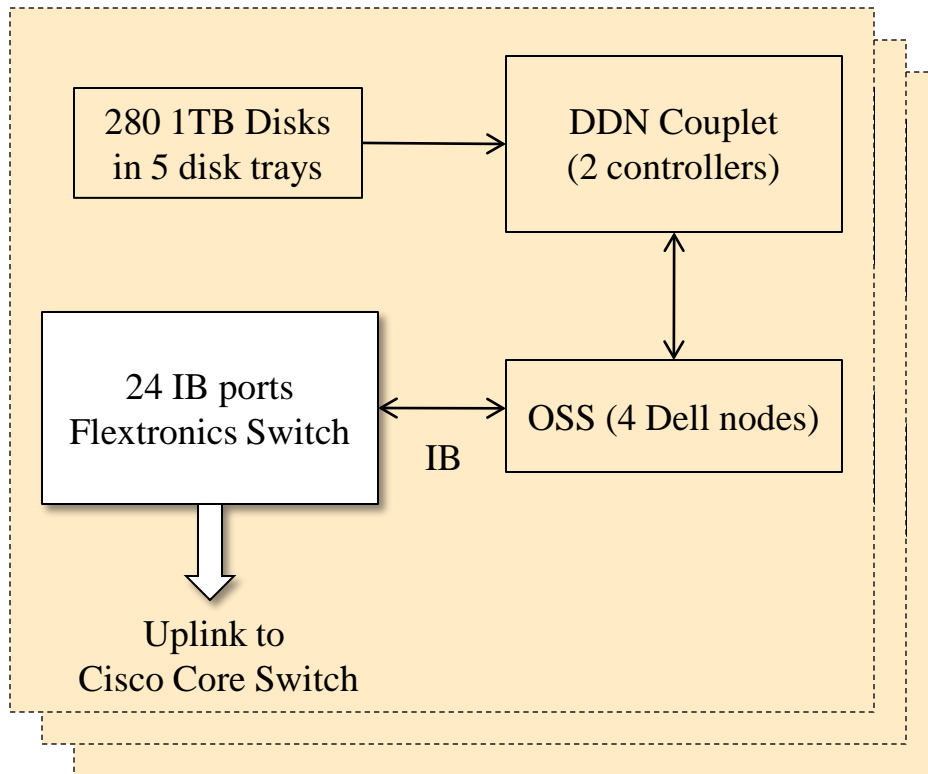 280 1TB Disks
in 5 disk trays
DDN Couplet
(2 controllers)
24 IB ports
Flextronics Switch
IB
OSS (4 Dell nodes)
Uplink to
Cisco Core Switch